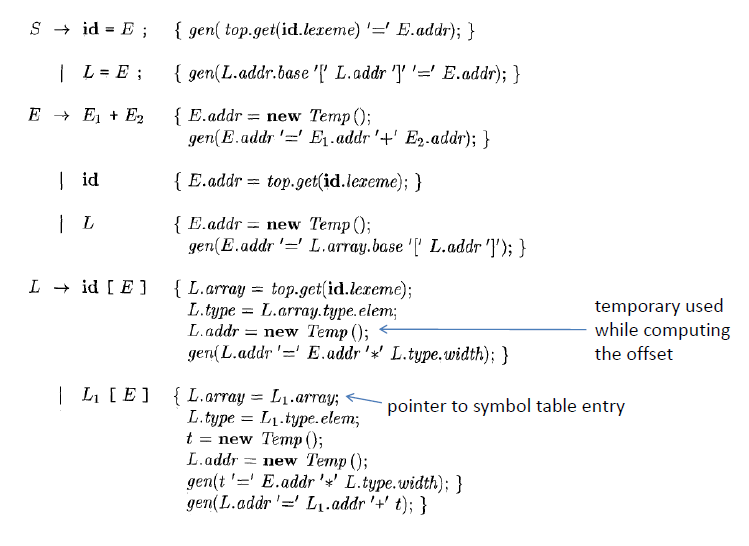 S → id = E ; { gen( top.get(id.lexeme) '=' E.addr); }
| L = E ; { gen(L.addr.base '[' L.addr ']' '=' E.addr); }
E → E₁ + E₂ { E.addr = new Temp();
gen(E.addr '=' E₁.addr '+' E₂.addr); }
| id { E.addr = top.get(id.lexeme); }
| L { E.addr = new Temp();
gen(E.addr '=' L.array.base '[' L.addr ']'); }
L → id [ E ] { L.array = top.get(id.lexeme);
L.type = L.array.type.elem;
L.addr = new Temp();
gen(L.addr '=' E.addr '*' L.type.width); }
temporary used
while computing
the offset
| L₁ [ E ] { L.array = L₁.array;
pointer to symbol table entry
L.type = L₁.type.elem;
t = new Temp();
L.addr = new Temp();
gen(t '=' E.addr '*' L.type.width); }
gen(L.addr '=' L₁.addr '+' t); }